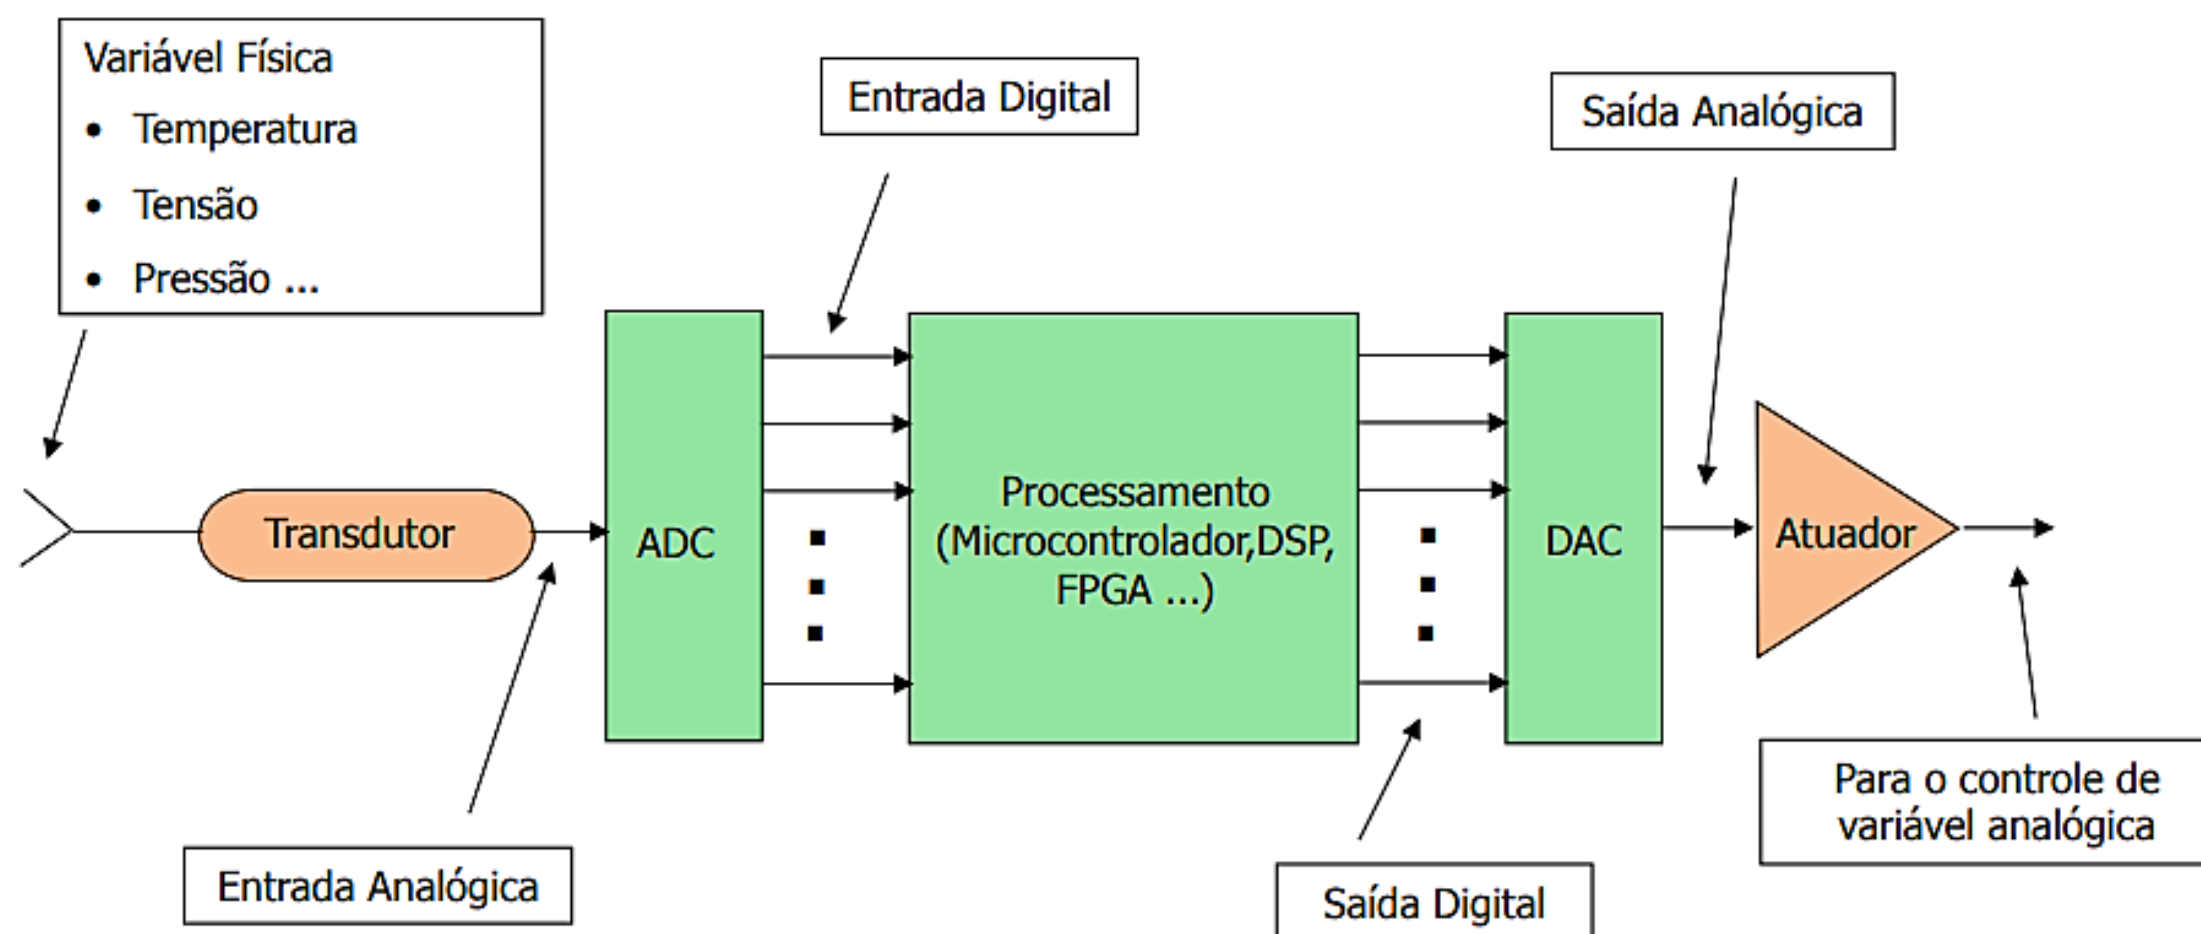 Variável Física
• Temperatura
• Tensão
• Pressão ...
Entrada Digital
Saída Analógica
Transdutor
ADC
Processamento
(Microcontrolador,DSP,
FPGA ...)
DAC
Atuador
Entrada Analógica
Saída Digital
Para o controle de
variável analógica